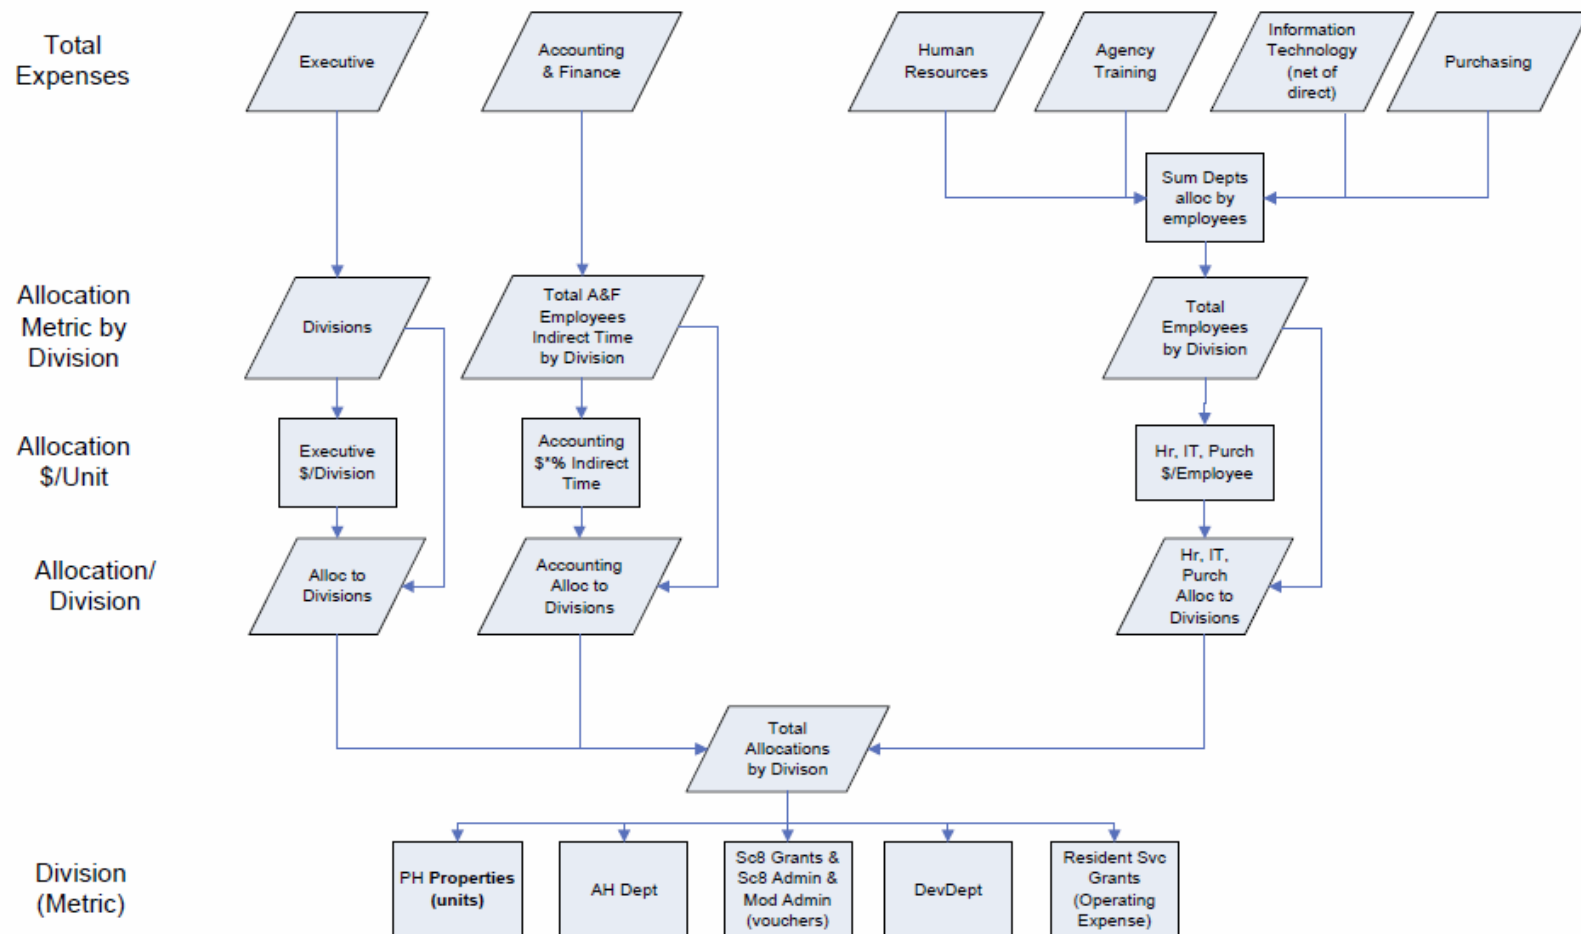 Total
Expenses
Executive
Accounting
& Finance
Human
Resources
Agency
Training
Information
Technology
(net of
direct)
Purchasing
Sum Depts
alloc by
employees
Allocation
Metric by
Division
Divisions
Total A&F
Employees
Indirect Time
by Division
Total
Employees
by Division
Allocation
$/Unit
Executive
$/Division
Accounting
$*% Indirect
Time
Hr, IT, Purch
$/Employee
Allocation/
Division
Alloc to
Divisions
Accounting
Alloc to
Divisions
Hr, IT,
Purch
Alloc to
Divisions
Total
Allocations
by Divison
Division
(Metric)
PH Properties
(units)
AH Dept
Sc8 Grants &
Sc8 Admin &
Mod Admin
(vouchers)
DevDept
Resident Svc
Grants
(Operating
Expense)